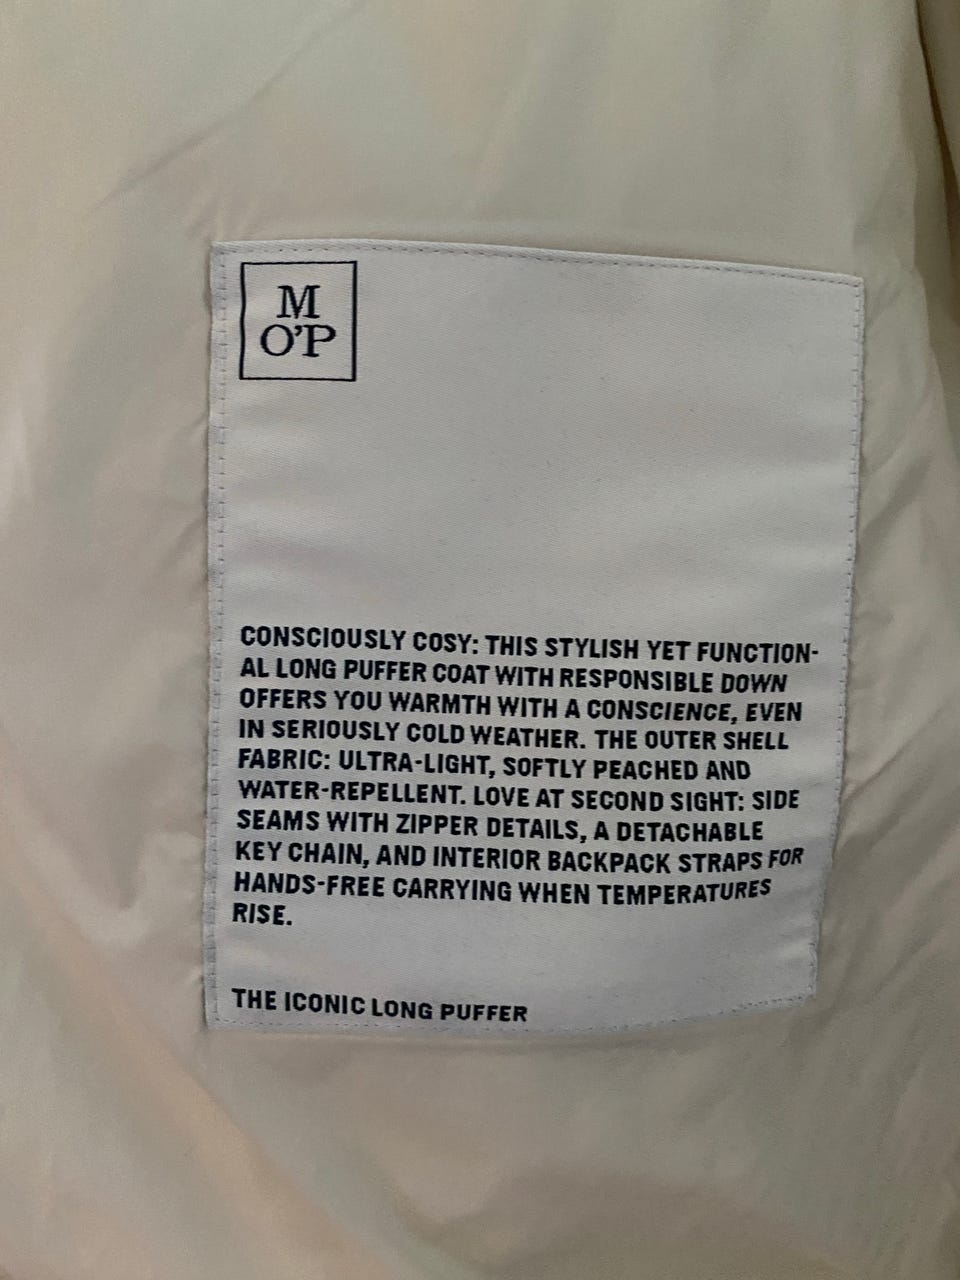 M
O'P
CONSCIOUSLY COSY: THIS STYLISH YET FUNCTION-
AL LONG PUFFER COAT WITH RESPONSIBLE DOWN
OFFERS YOU WARMTH WITH A CONSCIENCE, EVEN
IN SERIOUSLY COLD WEATHER. THE OUTER SHELL
FABRIC: ULTRA-LIGHT, SOFTLY PEACHED AND
WATER-REPELLENT. LOVE AT SECOND SIGHT: SIDE
SEAMS WITH ZIPPER DETAILS, A DETACHABLE
KEY CHAIN, AND INTERIOR BACKPACK STRAPS FOR
HANDS-FREE CARRYING WHEN TEMPERATURES
RISE.
THE ICONIC LONG PUFFER